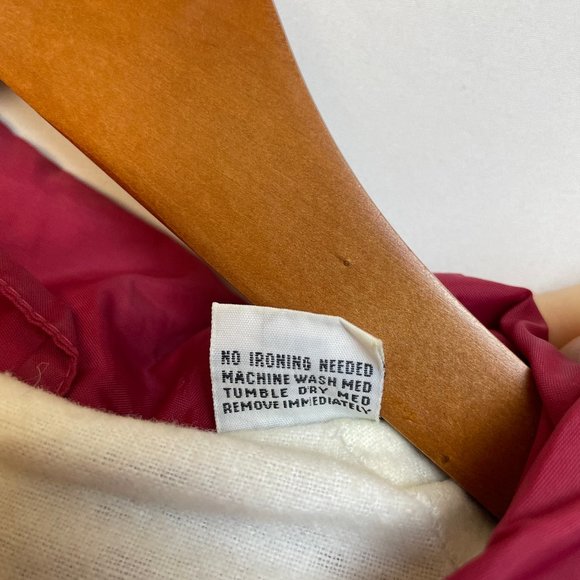 NO IRONING NEEDED
MACHINE WASH MED
TUMBLE DRY MED
REMOVE IMMEDIATELY